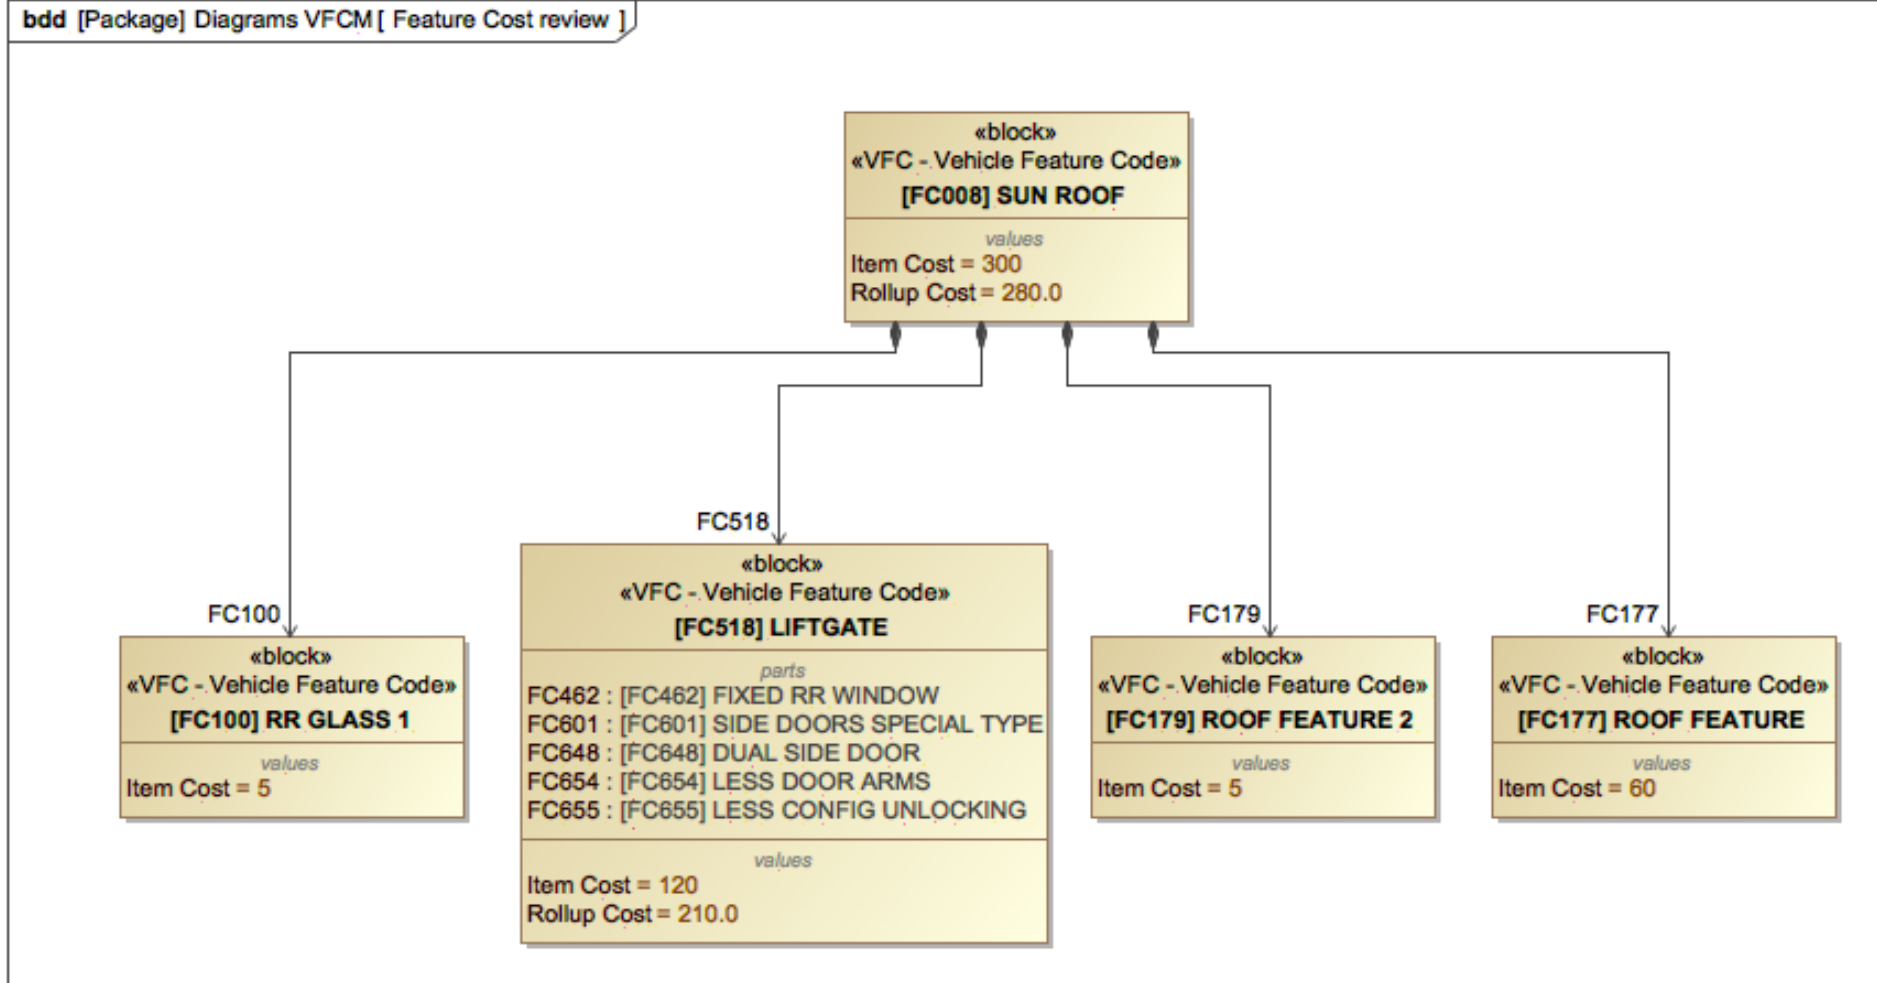 bdd [Package] Diagrams VFCM [ Feature Cost review ]
«block»
«VFC - Vehicle Feature Code»
[FC008] SUN ROOF
values
Item Cost = 300
Rollup Cost = 280.0
FC100
«block»
«VFC - Vehicle Feature Code»
[FC100] RR GLASS 1
values
Item Cost = 5
FC518
«block»
«VFC - Vehicle Feature Code»
[FC518] LIFTGATE
parts
FC462 : [FC462] FIXED RR WINDOW
FC601 : [FC601] SIDE DOORS SPECIAL TYPE
FC648 : [FC648] DUAL SIDE DOOR
FC654 : [FC654] LESS DOOR ARMS
FC655 : [FC655] LESS CONFIG UNLOCKING
values
Item Cost = 120
Rollup Cost = 210.0
FC179
«block»
«VFC - Vehicle Feature Code»
[FC179] ROOF FEATURE 2
values
Item Cost = 5
FC177
«block»
«VFC - Vehicle Feature Code»
[FC177] ROOF FEATURE
values
Item Cost = 60